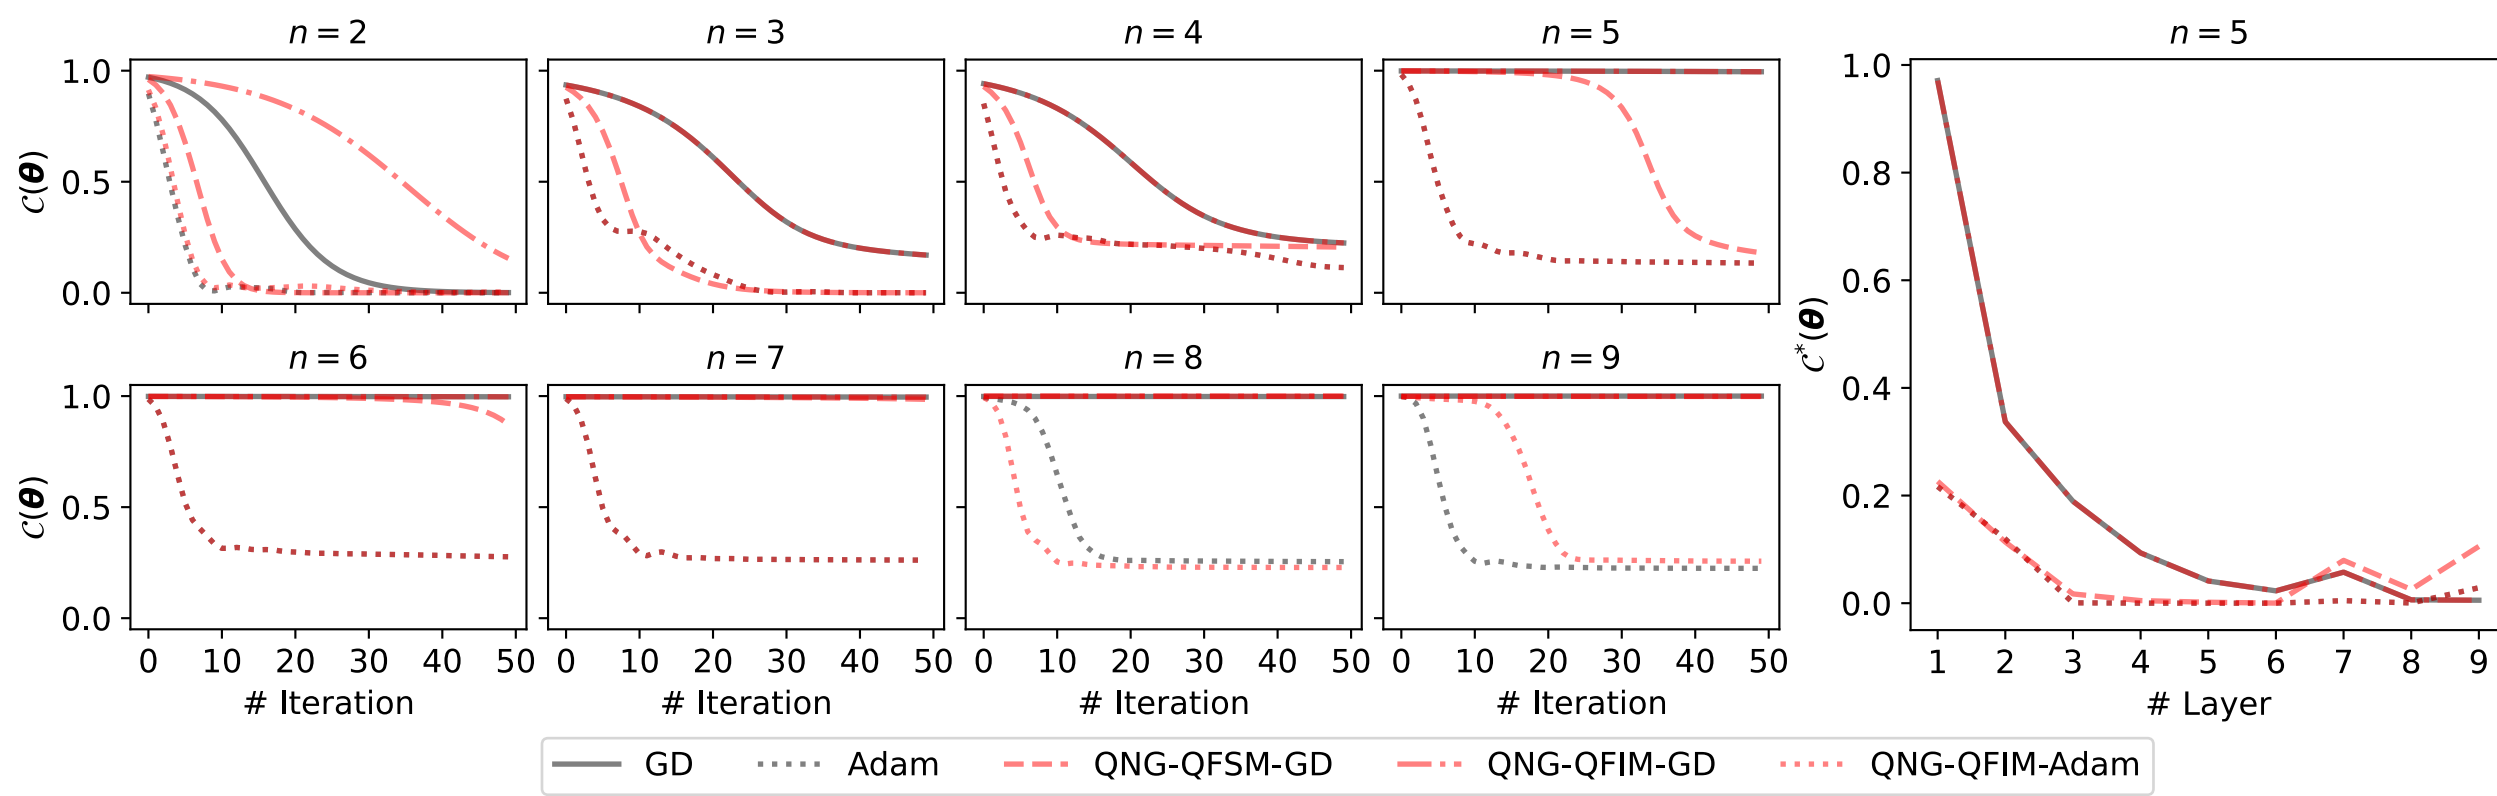 n = 2
n = 3
n = 4
n = 5
n = 5
1.0
0.5
0.0
𝒞(𝜽)
n = 6
n = 7
n = 8
n = 9
1.0
0.5
0.0
𝒞(𝜽)
0 10 20 30 40 50
0 10 20 30 40 50
0 10 20 30 40 50
0 10 20 30 40 50
# Iteration
# Iteration
# Iteration
# Iteration
1.0
0.8
0.6
0.4
0.2
0.0
𝒞*(𝜽)
1 2 3 4 5 6 7 8 9
# Layer
GD Adam QNG-QFSM-GD QNG-QFIM-GD QNG-QFIM-Adam